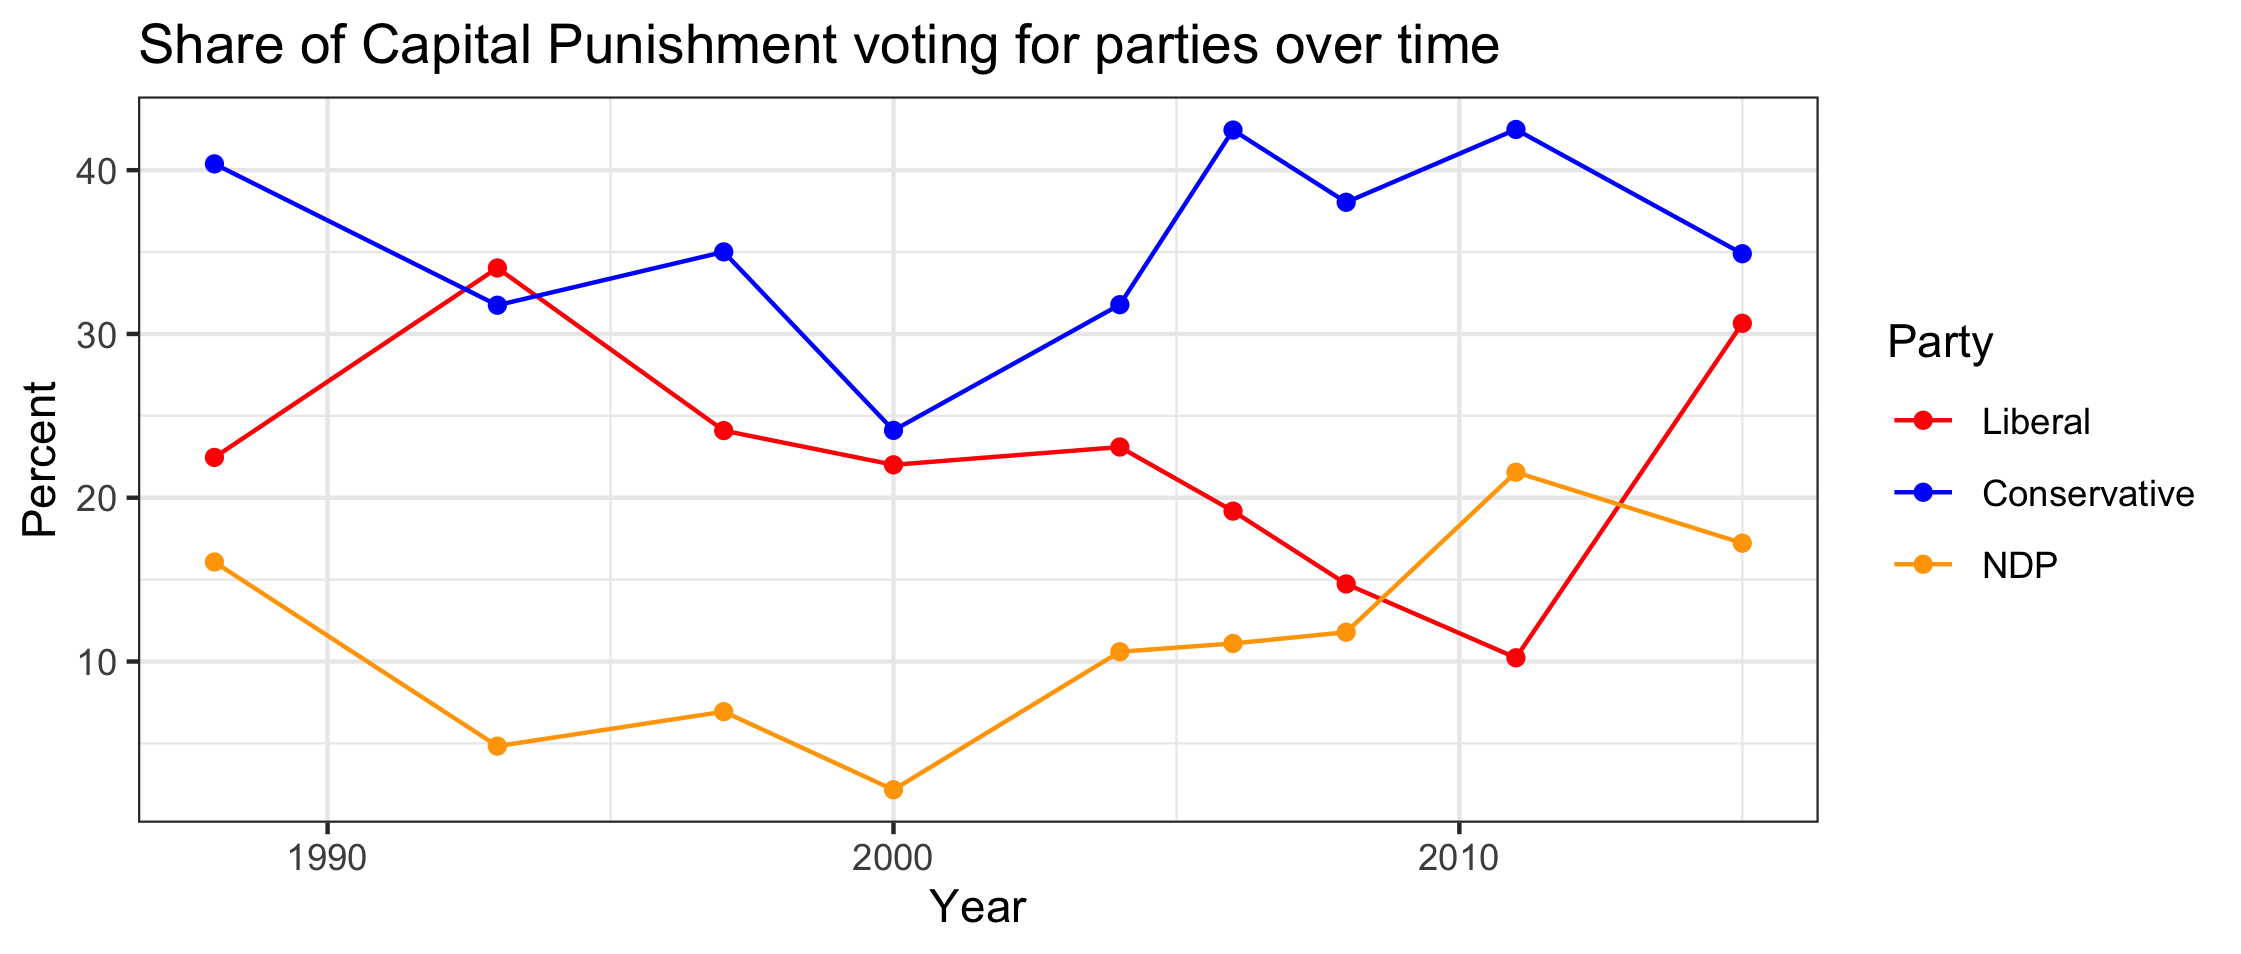 Share of Capital Punishment voting for parties over time
40
30
20
10
Percent
1990 2000 2010
Year
Party
Liberal
Conservative
NDP